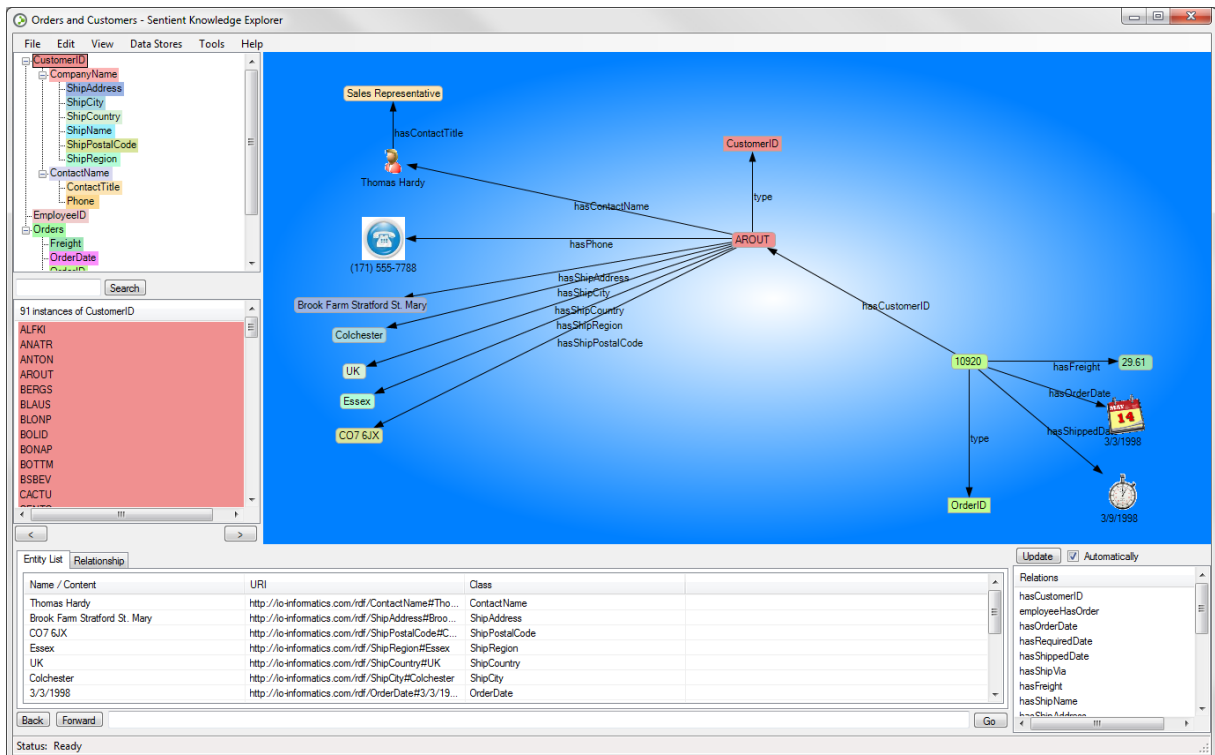 Orders and Customers - Sentient Knowledge Explorer
File Edit View Data Stores Tools Help
CustomerID
CompanyName
ShipAddress
ShipCity
ShipCountry
ShipName
ShipPostalCode
ShipRegion
ContactName
ContactTitle
Phone
EmployeeID
Orders
Freight
OrderDate
OrderID
Search
91 instances of CustomerID
ALFKI
ANATR
ANTON
AROUT
BERGS
BLAUS
BLONP
BOLID
BONAP
BOTTM
BSBEV
CACTU
< >
Sales Representative
hasContactTitle
Thomas Hardy
CustomerID
type
hasContactName
AROUT
hasPhone
(171) 555-7788
hasShipAddress
Brook Farm Stratford St. Mary
hasShipCity
hasShipCountry
hasShipRegion
hasShipPostalCode
Colchester
UK
Essex
CO7 6JX
hasCustomerID
10920
hasFreight
29.61
hasOrderDate
MAY
14
3/3/1998
hasShippedDate
type
OrderID
3/9/1998
Entity List Relationship
Name / Content URI Class
Thomas Hardy http://io-informatics.com/rdf/ContactName#Tho... ContactName
Brook Farm Stratford St. Mary http://io-informatics.com/rdf/ShipAddress#Broo... ShipAddress
CO7 6JX http://io-informatics.com/rdf/ShipPostalCode#C... ShipPostalCode
Essex http://io-informatics.com/rdf/ShipRegion#Essex ShipRegion
UK http://io-informatics.com/rdf/ShipCountry#UK ShipCountry
Colchester http://io-informatics.com/rdf/ShipCity#Colchester ShipCity
3/3/1998 http://io-informatics.com/rdf/OrderDate#3/3/19... OrderDate
Update Automatically
Relations
hasCustomerID
employeeHasOrder
hasOrderDate
hasRequiredDate
hasShippedDate
hasShipVia
hasFreight
hasShipName
hasShipAddress
Back Forward Go
Status: Ready